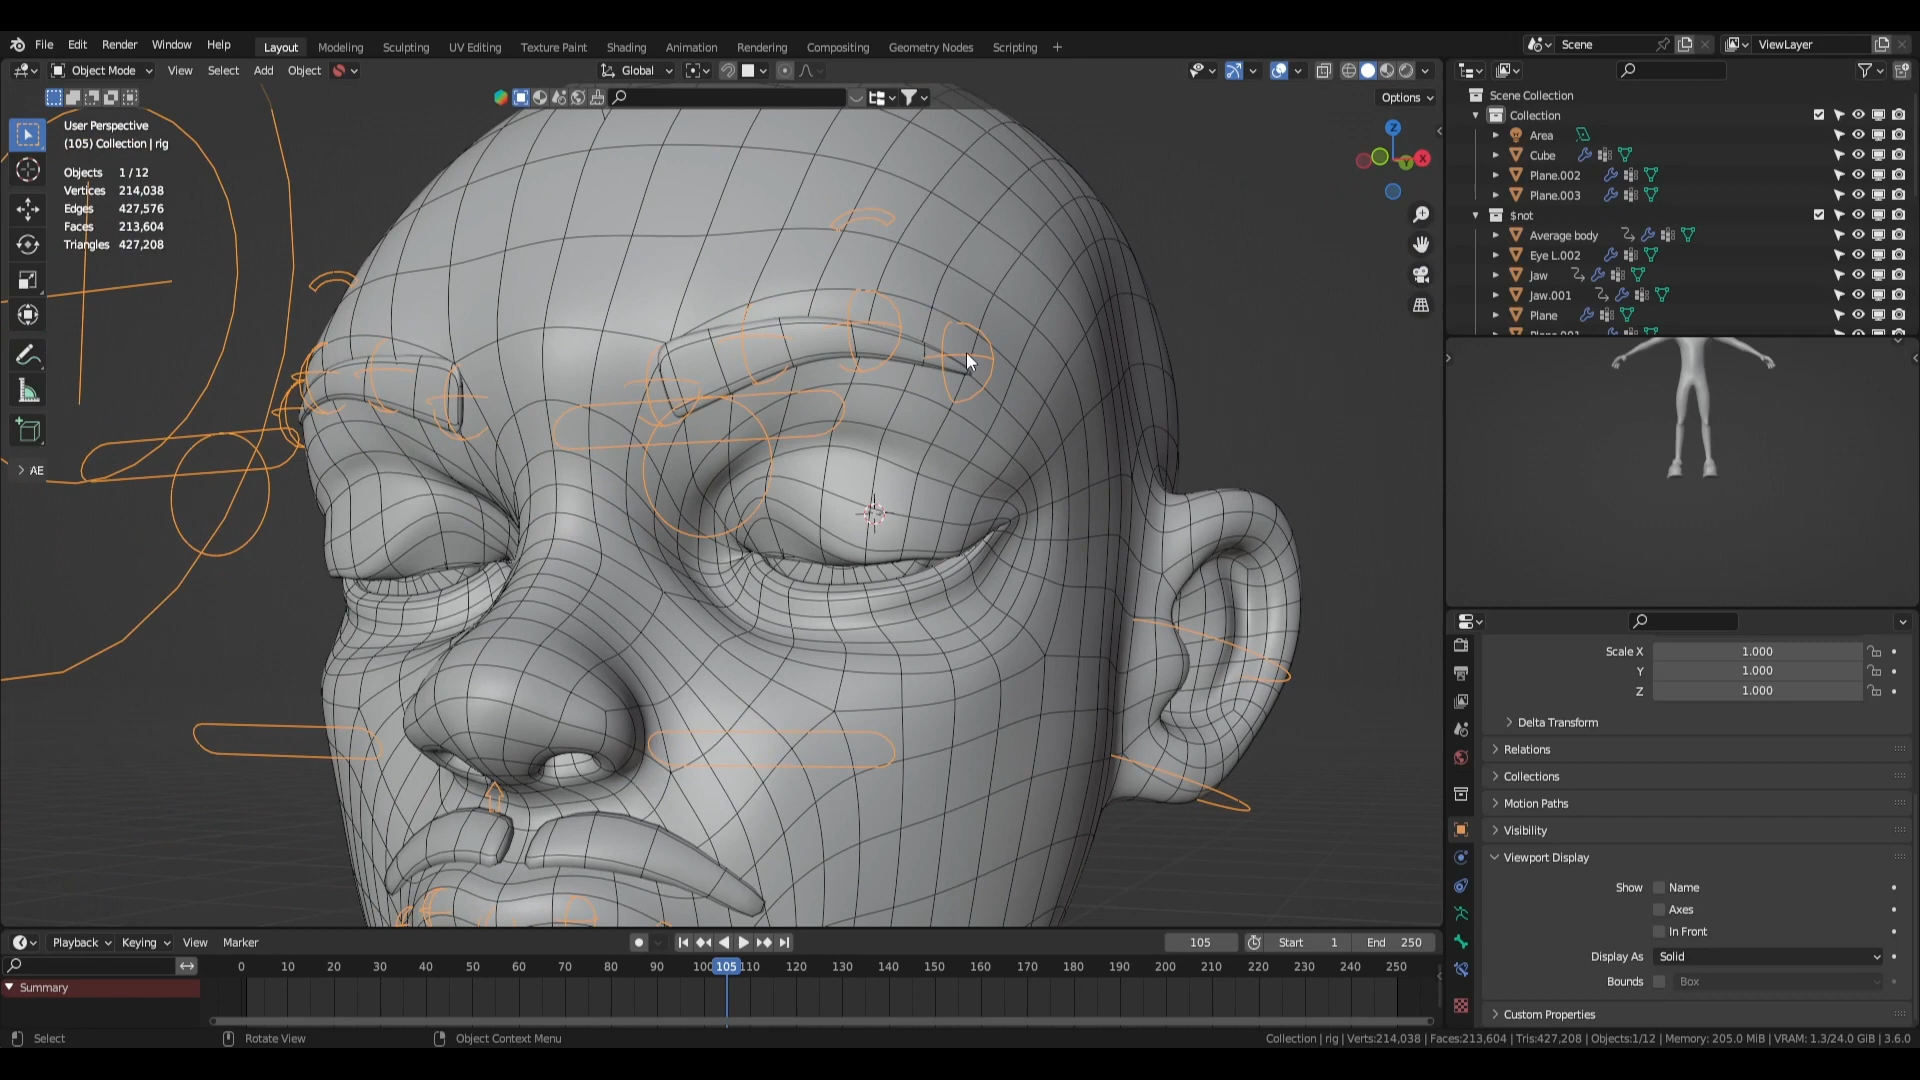 File Edit Render Window Help
Layout Modeling Sculpting UV Editing Texture Paint Shading Animation Rendering Compositing Geometry Nodes Scripting +
Scene
ViewLayer
Object Mode View Select Add Object
Global
Options
User Perspective
(105) Collection | rig
Objects 1 / 12
Vertices 214,038
Edges 427,576
Faces 213,604
Triangles 427,208
AE
Z
Y
X
Scene Collection
Collection
Area
Cube
Plane.002
Plane.003
$not
Average body
Eye L.002
Jaw
Jaw.001
Plane
Plane.001
Scale X 1.000
Y 1.000
Z 1.000
Delta Transform
Relations
Collections
Motion Paths
Visibility
Viewport Display
Show Name
Axes
In Front
Display As Solid
Bounds Box
Custom Properties
Playback Keying View Marker
105 Start 1 End 250
0 10 20 30 40 50 60 70 80 90 100 105 110 120 130 140 150 160 170 180 190 200 210 220 230 240 250
Summary
Select Rotate View Object Context Menu
Collection | rig | Verts:214,038 | Faces:213,604 | Tris:427,208 | Objects:1/12 | Memory: 205.0 MiB | VRAM: 1.3/24.0 GiB | 3.6.0